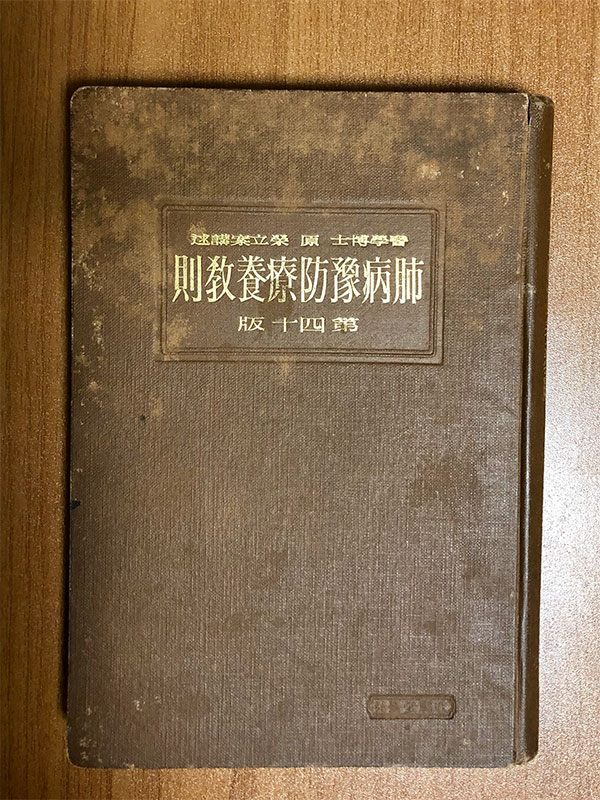 醫學博士 原 榮立案講述
肺病豫防療養教則
第四十版